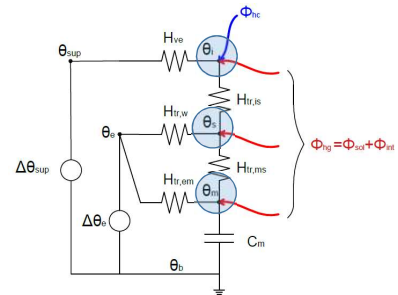 Φhc
Hve
θsup
θi
Htr,is
Htr,w
θe
θs
Φhg=Φsol+Φint
Htr,ms
Δθsup
Htr,em
θm
Δθe
Cm
θb